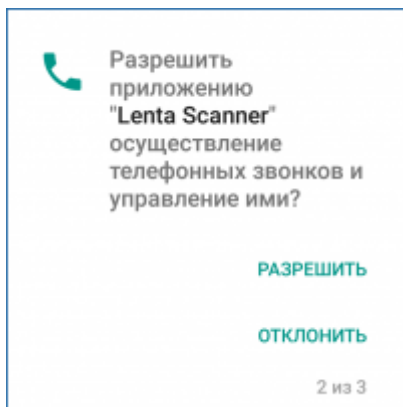 Разрешить
приложению
"Lenta Scanner"
осуществление
телефонных звонков и
управление ими?
РАЗРЕШИТЬ
ОТКЛОНИТЬ
2 из 3